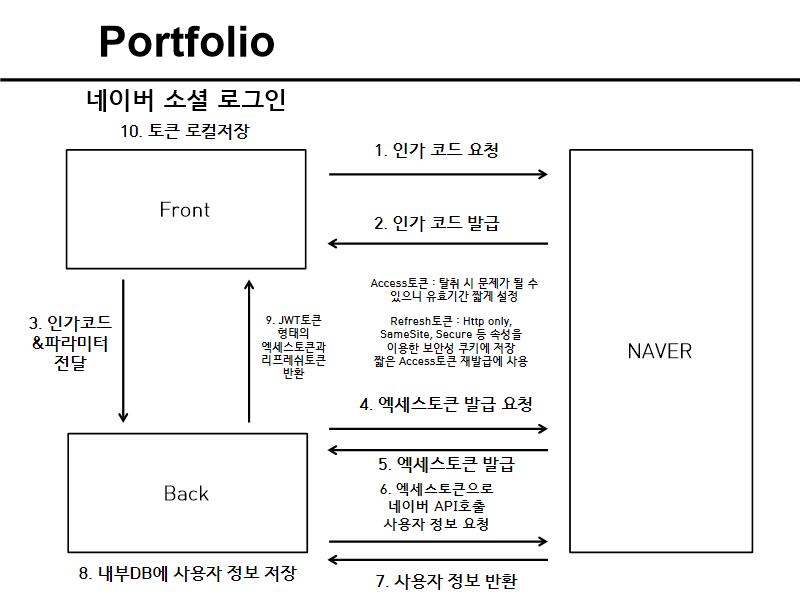 Portfolio
네이버 소셜 로그인
10. 토큰 로컬저장
Front
1. 인가 코드 요청
2. 인가 코드 발급
Access토큰 : 탈취 시 문제가 될 수
있으니 유효기간 짧게 설정
Refresh토큰 : Http only,
SameSite, Secure 등 속성을
이용한 보안성 쿠키에 저장
짧은 Access토큰 재발급에 사용
3. 인가코드
&파라미터
전달
9. JWT토큰
형태의
엑세스토큰과
리프레쉬토큰
반환
NAVER
4. 엑세스토큰 발급 요청
5. 엑세스토큰 발급
6. 엑세스토큰으로
네이버 API호출
사용자 정보 요청
Back
7. 사용자 정보 반환
8. 내부DB에 사용자 정보 저장